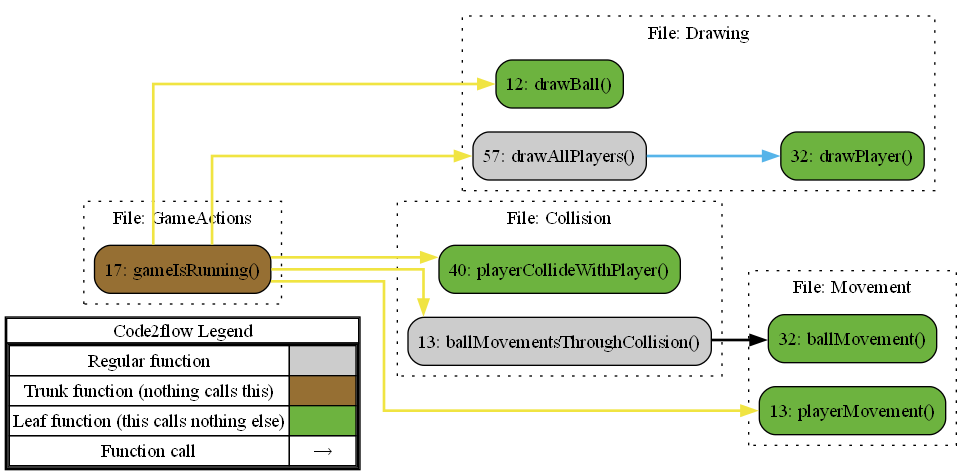 File: Drawing
12: drawBall()
57: drawAllPlayers()
32: drawPlayer()
File: GameActions
17: gameIsRunning()
File: Collision
40: playerCollideWithPlayer()
13: ballMovementsThroughCollision()
File: Movement
32: ballMovement()
13: playerMovement()
Code2flow Legend
Regular function
Trunk function (nothing calls this)
Leaf function (this calls nothing else)
Function call →